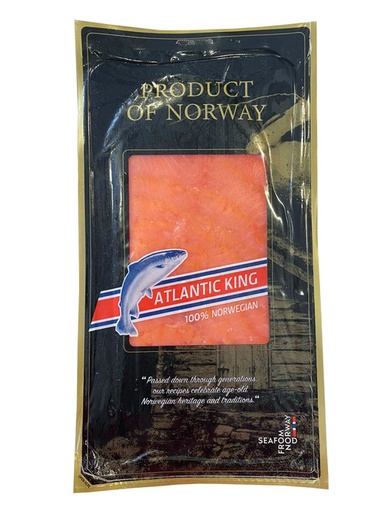 PRODUCT
OF NORWAY
ATLANTIC KING
100% NORWEGIAN
"Passed down through generations
our recipes celebrate age-old
Norwegian heritage and traditions."
SEAFOOD
FROM
NORWAY